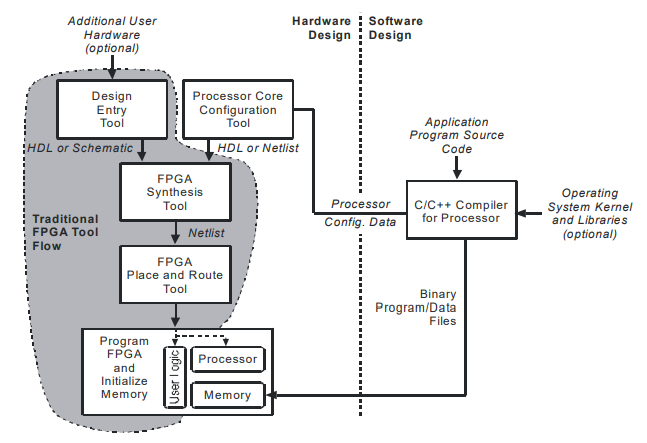 Additional User
Hardware
(optional)
Hardware
Design
Software
Design
Design
Entry
Tool
Processor Core
Configuration
Tool
HDL or Schematic
HDL or Netlist
Application
Program Source
Code
FPGA
Synthesis
Tool
Processor
Config. Data
C/C++ Compiler
for Processor
Operating
System Kernel
and Libraries
(optional)
Traditional
FPGA Tool
Flow
Netlist
FPGA
Place and Route
Tool
Binary
Program/Data
Files
Program
FPGA
and
Initialize
Memory
User Logic
Processor
Memory